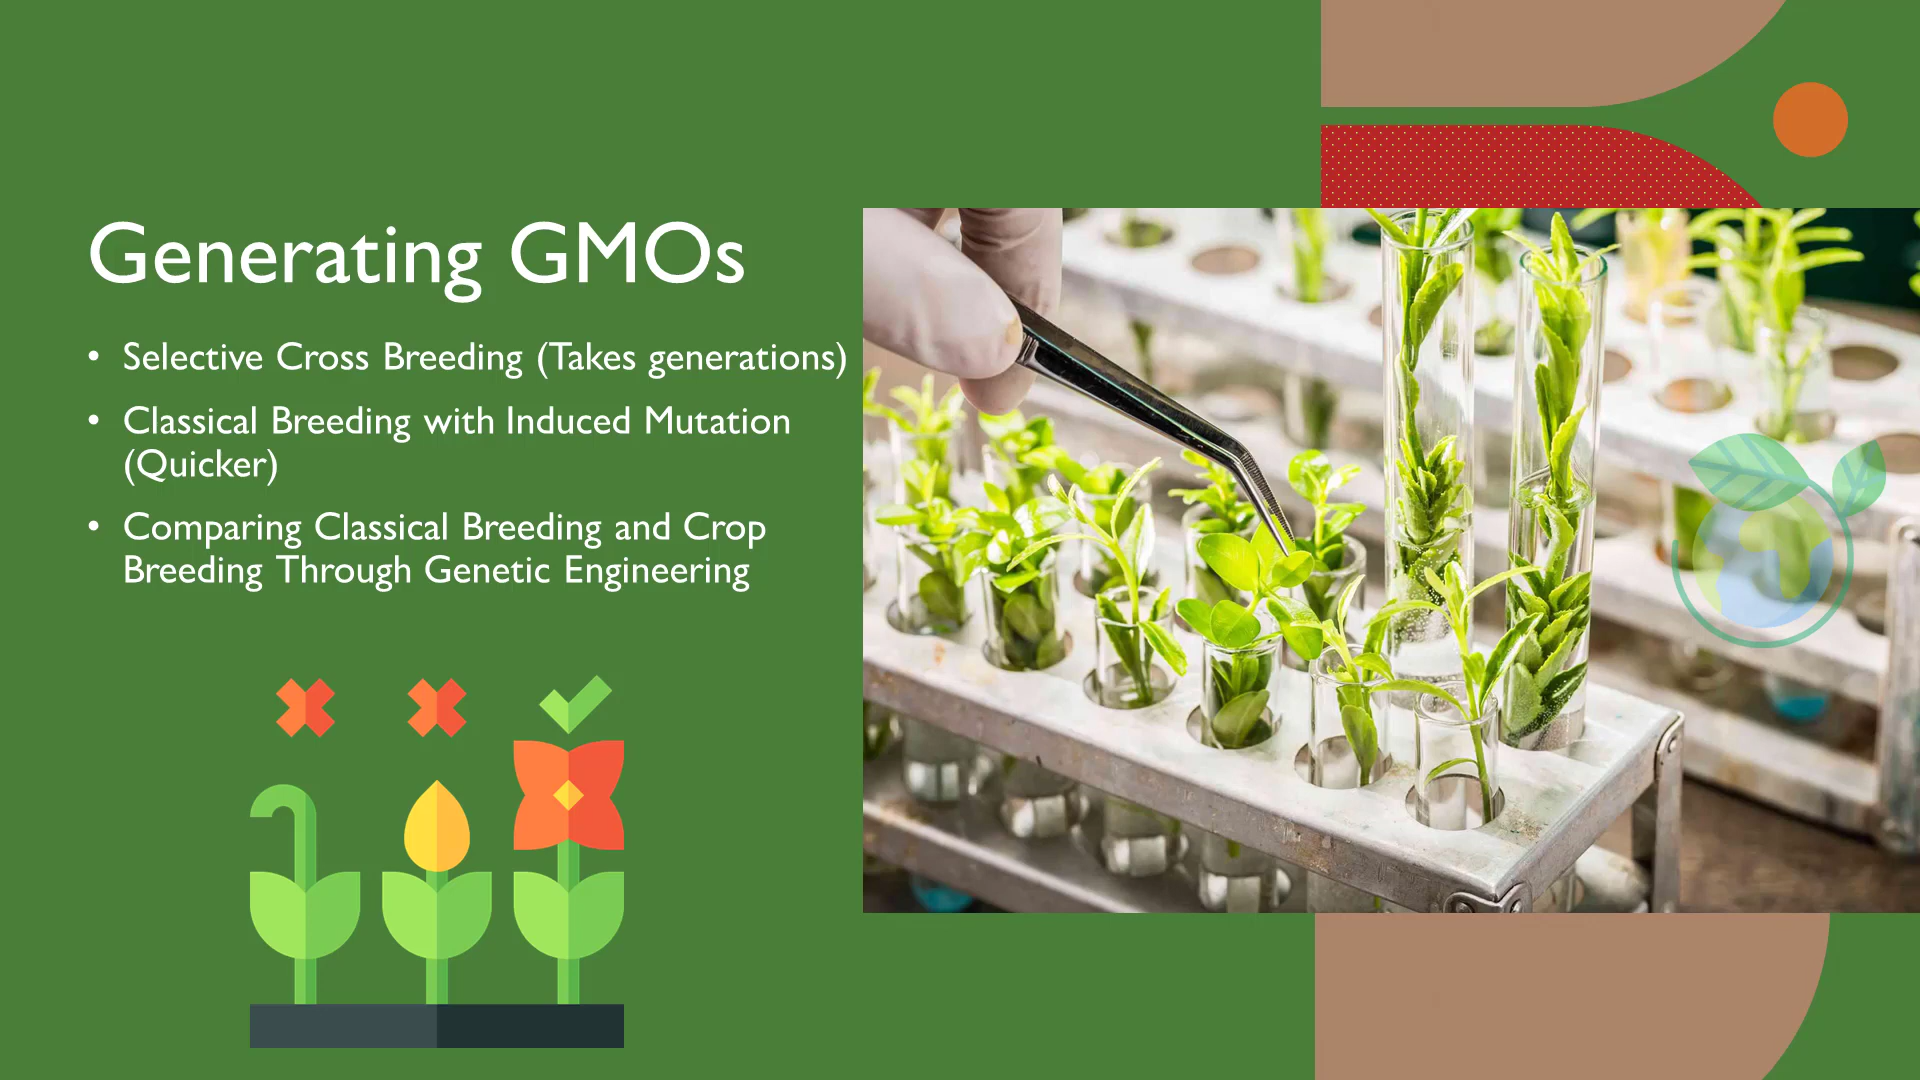 Generating GMOs
• Selective Cross Breeding (Takes generations)
• Classical Breeding with Induced Mutation
(Quicker)
• Comparing Classical Breeding and Crop
Breeding Through Genetic Engineering